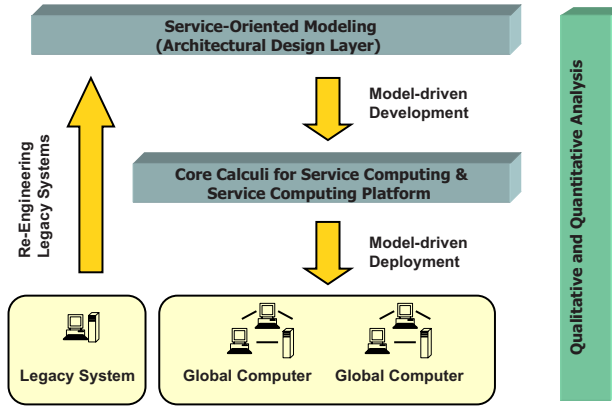 Service-Oriented Modeling
(Architectural Design Layer)
Model-driven
Development
Re-Engineering
Legacy Systems
Core Calculi for Service Computing &
Service Computing Platform
Model-driven
Deployment
Legacy System
Global Computer
Global Computer
Qualitative and Quantitative Analysis